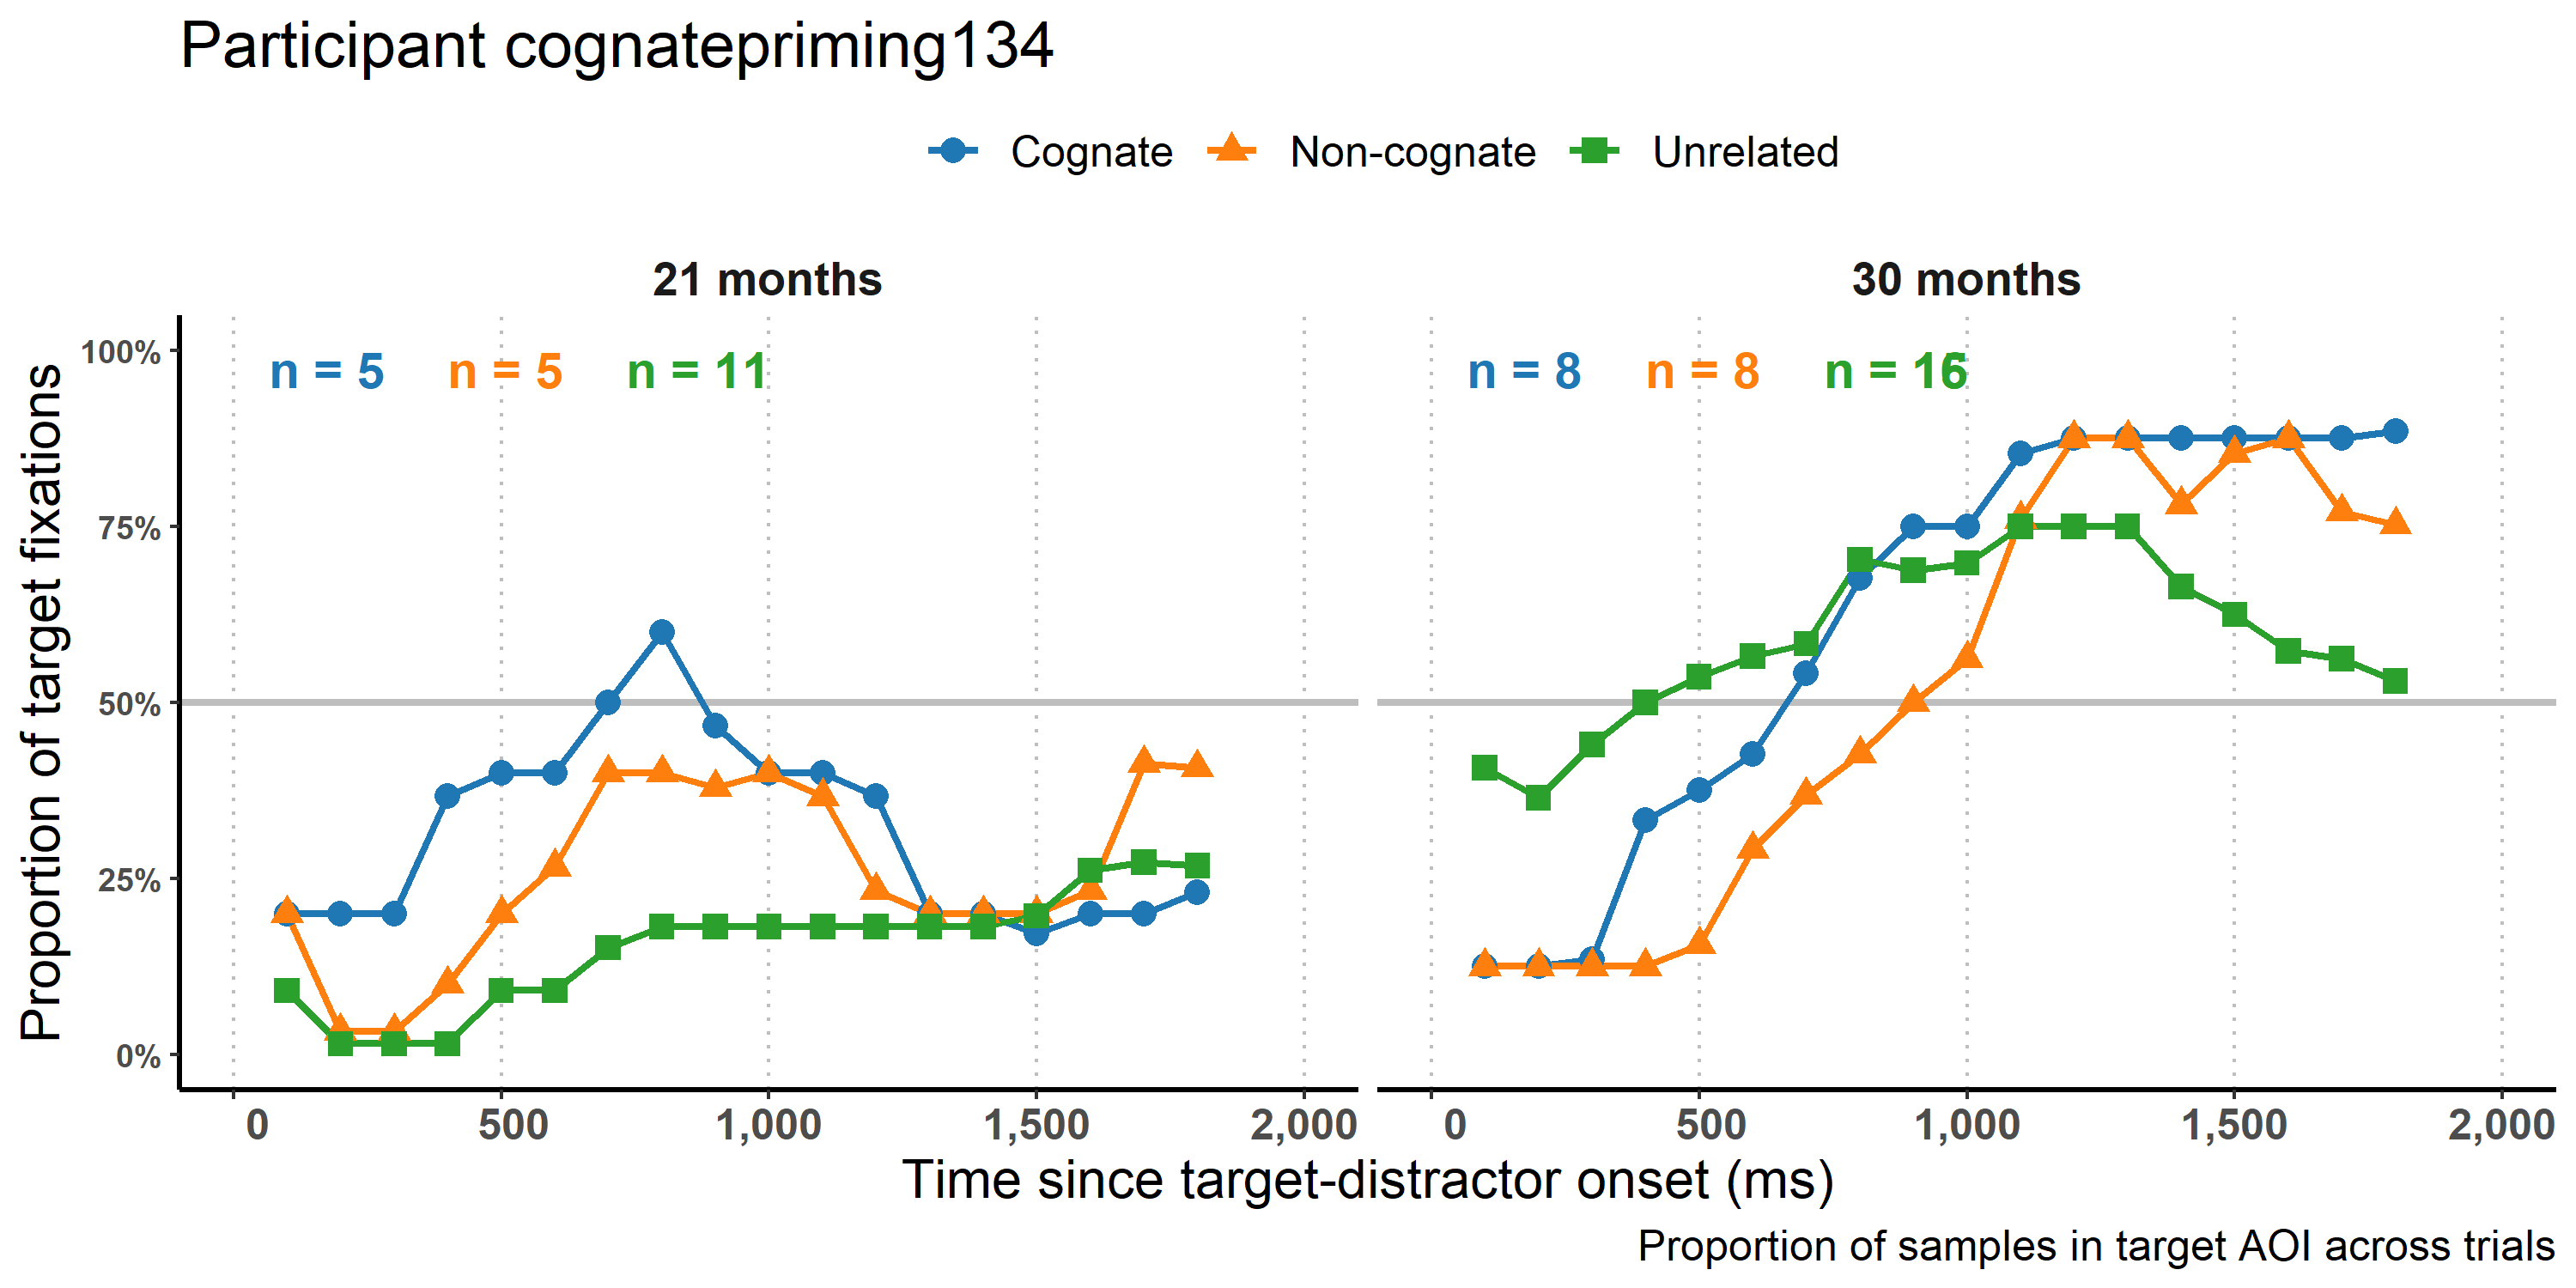 Participant cognatepriming134
Cognate Non-cognate Unrelated
21 months 30 months
Proportion of target fixations
100%
75%
50%
25%
0%
n = 5 n = 5 n = 11
n = 8 n = 8 n =
0 500 1,000 1,500 2,000 0 500 1,000 1,500 2,000
Time since target-distractor onset (ms)
Proportion of samples in target AOI across trials